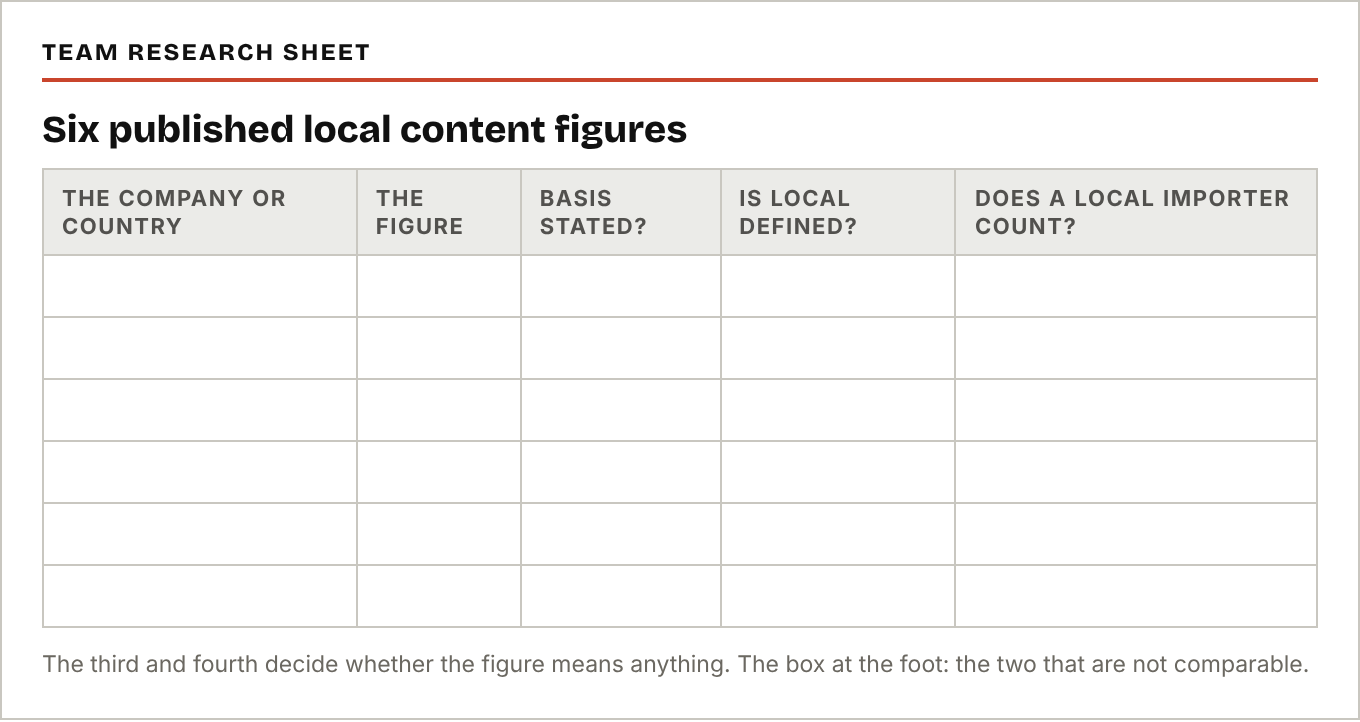 TEAM RESEARCH SHEET
Six published local content figures
THE COMPANY OR COUNTRY
THE FIGURE
BASIS STATED?
IS LOCAL DEFINED?
DOES A LOCAL IMPORTER COUNT?
The third and fourth decide whether the figure means anything. The box at the foot: the two that are not comparable.